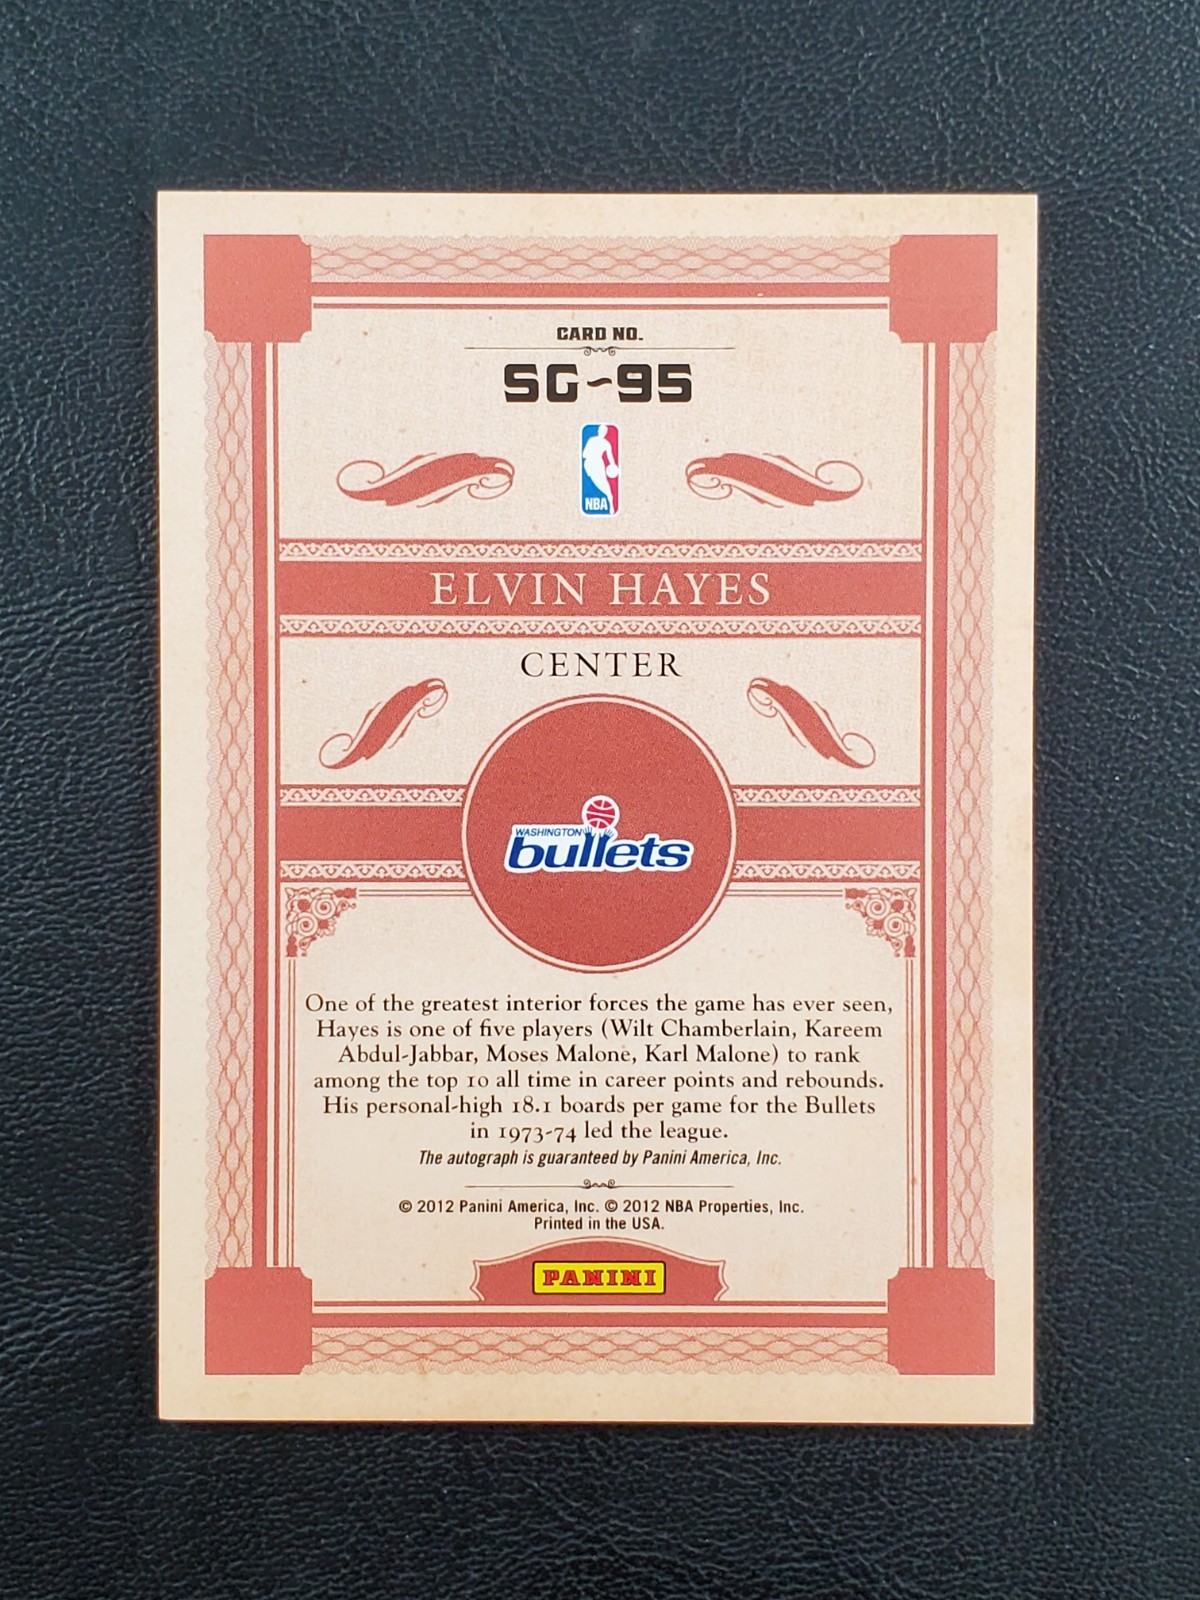 CARD NO.
SG~95
NBA
ELVIN HAYES
CENTER
WASHINGTON
bullets
One of the greatest interior forces the game has ever seen,
Hayes is one of five players (Wilt Chamberlain, Kareem
Abdul-Jabbar, Moses Malone, Karl Malone) to rank
among the top 10 all time in career points and rebounds.
His personal-high 18.1 boards per game for the Bullets
in 1973-74 led the league.
The autograph is guaranteed by Panini America, Inc.
© 2012 Panini America, Inc. © 2012 NBA Properties, Inc.
Printed in the USA.
PANINI